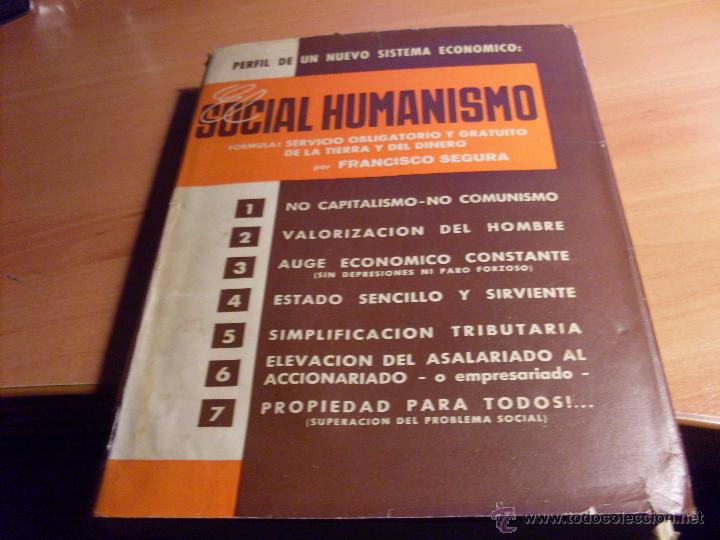 PERFIL DE UN NUEVO SISTEMA ECONOMICO:
El
SOCIAL HUMANISMO
FORMULA: SERVICIO OBLIGATORIO Y GRATUITO
DE LA TIERRA Y DEL DINERO
por FRANCISCO SEGURA
1 NO CAPITALISMO-NO COMUNISMO
2 VALORIZACION DEL HOMBRE
3 AUGE ECONOMICO CONSTANTE
(SIN DEPRESIONES NI PARO FORZOSO)
4 ESTADO SENCILLO Y SIRVIENTE
5 SIMPLIFICACION TRIBUTARIA
6 ELEVACION DEL ASALARIADO AL
ACCIONARIADO - o empresariado -
7 PROPIEDAD PARA TODOS!...
(SUPERACION DEL PROBLEMA SOCIAL)
© www.todocoleccion.net